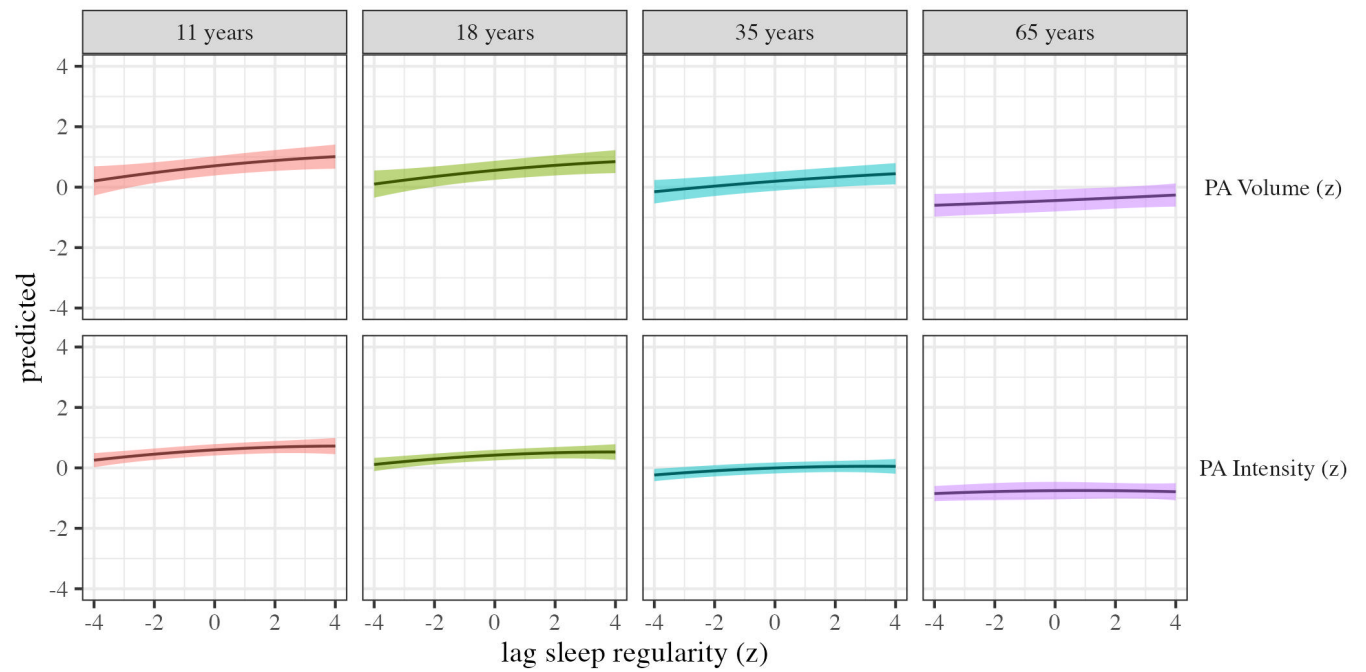 11 years
18 years
35 years
65 years
4
2
0
-2
-4
PA Volume (z)
predicted
4
2
0
-2
-4
PA Intensity (z)
-4 -2 0 2 4
-4 -2 0 2 4
-4 -2 0 2 4
-4 -2 0 2 4
lag sleep regularity (z)